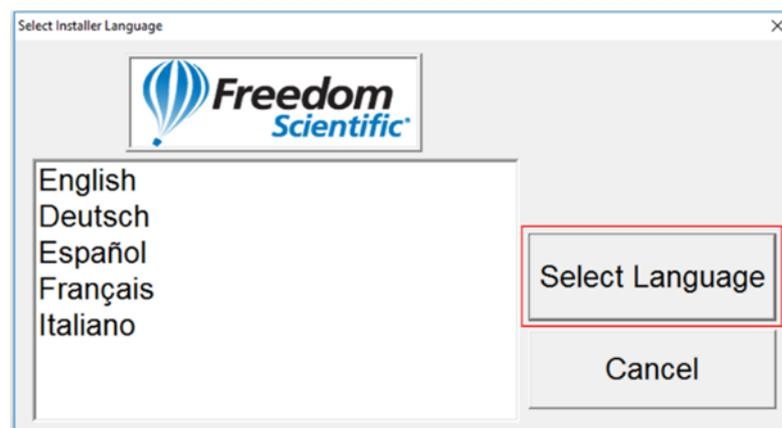 Select Installer Language
Freedom
Scientific
English
Deutsch
Español
Français
Italiano
Select Language
Cancel